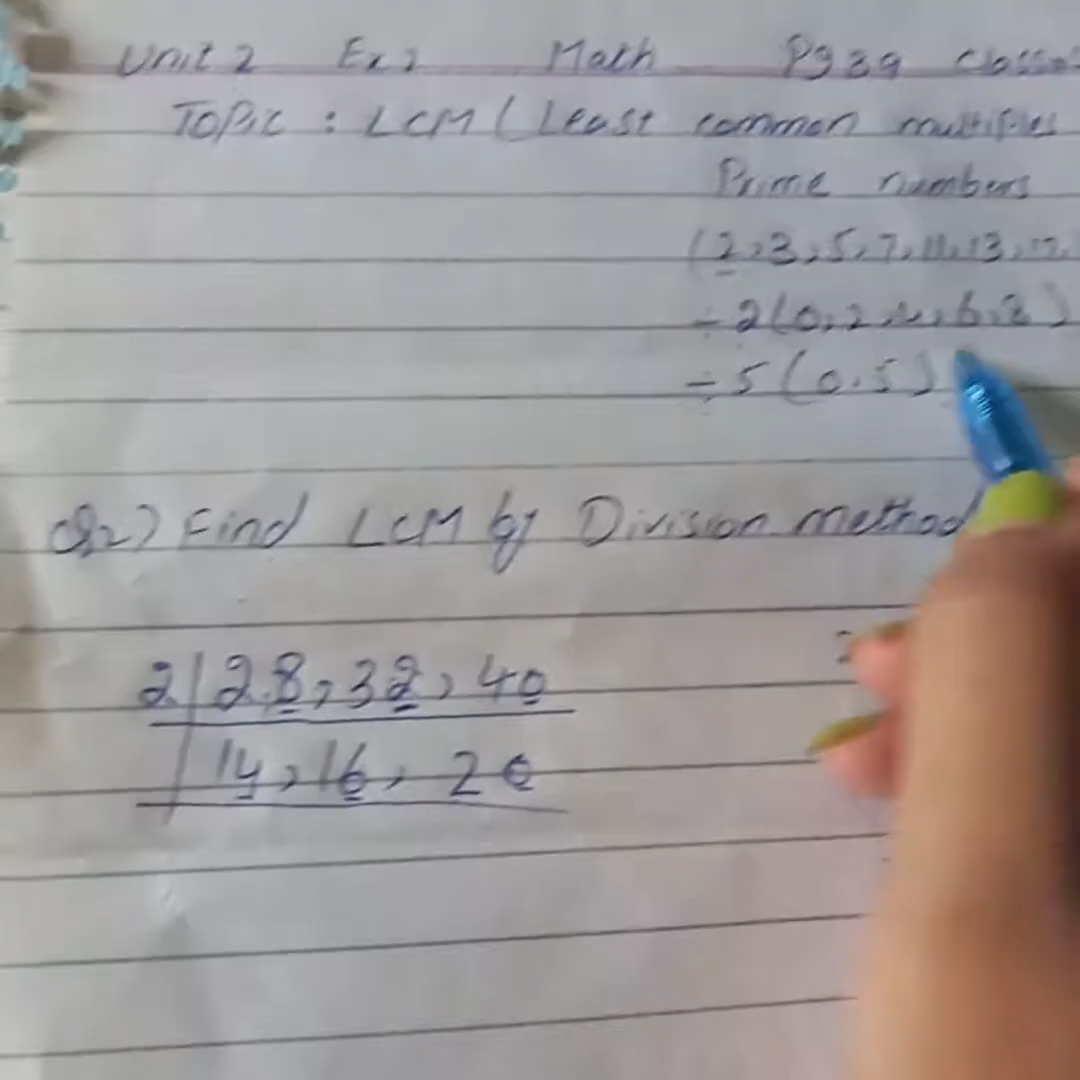 Unit 2 Ex 2 Math Pg 39
Topic : LCM ( Least common multiples
Prime numbers
(2,3,5,7,11,13,17,
÷ 2(0,2,4,6,8)
÷ 5(0,5)
Q2) Find LCM by Division method
2|28,32,40
|14,16,20